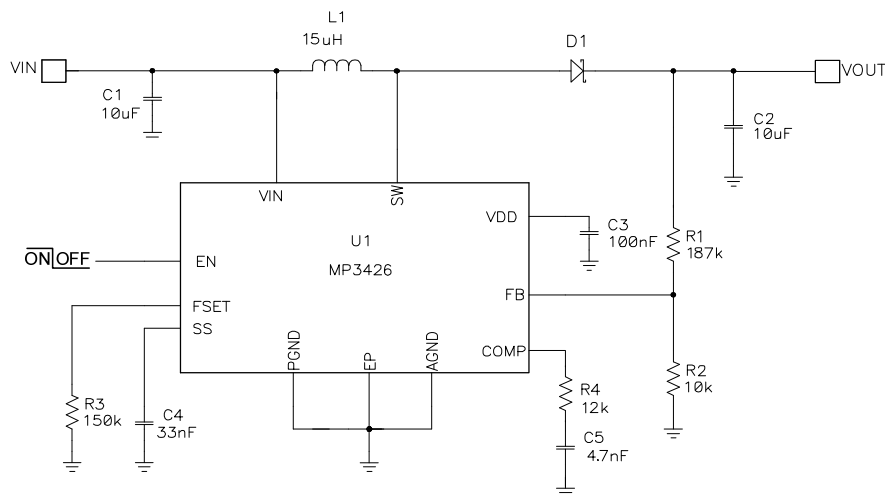 L1
15uH
D1
VIN
VOUT
C1
10uF
C2
10uF
VIN
SW
VDD
C3
100nF
R1
187k
U1
MP3426
ON OFF
EN
FSET
SS
FB
PGND
EP
AGND
COMP
R2
10k
R3
150k
C4
33nF
R4
12k
C5
4.7nF